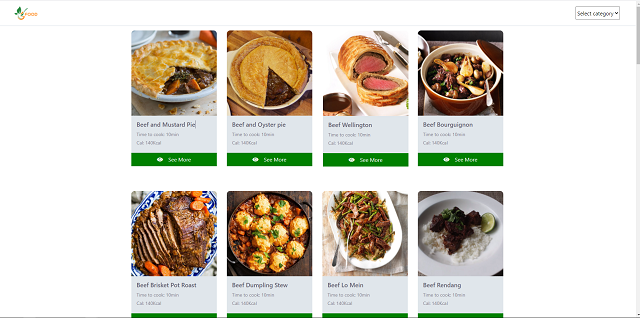 FOOD
Select category
Beef and Mustard Pie
Time to cook: 10min
Cal: 140Kcal
See More
Beef and Oyster pie
Time to cook: 10min
Cal: 140Kcal
See More
Beef Wellington
Time to cook: 10min
Cal: 140Kcal
See More
Beef Bourguignon
Time to cook: 10min
Cal: 140Kcal
See More
Beef Brisket Pot Roast
Time to cook: 10min
Cal: 140Kcal
Beef Dumpling Stew
Time to cook: 10min
Cal: 140Kcal
Beef Lo Mein
Time to cook: 10min
Cal: 140Kcal
Beef Rendang
Time to cook: 10min
Cal: 140Kcal